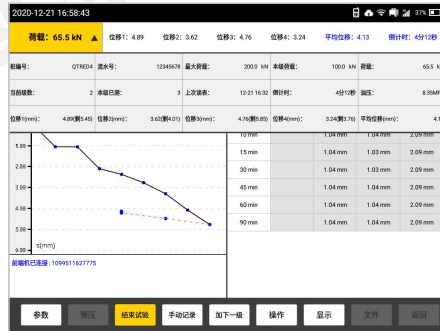 2020-12-21 16:58:43 37%
荷载: 65.5 kN ▲ 位移1: 4.89 位移2: 3.62 位移3: 4.76 位移4: 3.24 平均位移: 4.13 倒计时: 4分12秒
桩编号: QTRED4 流水号: 12345678 最大荷载: 200.0 kN 本级荷载: 100.0 kN 荷载: 65.5 k
当前级数: 2 本级已测: 3 上次读表: 12-21 16:32 倒计时: 4分12秒 油压: 8.35MF
位移1(mm): 4.89(剩5.45) 位移2(mm): 3.62(剩4.01) 位移3(mm): 4.76(剩5.85) 位移4(mm): 3.24(剩3.76) 平均位移(mm): 4.1
10 min 1.04 mm 1.04 mm 2.09 mm
1.00
15 min 1.04 mm 1.03 mm 2.09 mm
2.00
30 min 1.04 mm 1.03 mm 2.09 mm
3.00
45 min 1.04 mm 1.04 mm 2.09 mm
4.00
60 min 1.04 mm 1.04 mm 2.09 mm
5.00
90 min 1.04 mm 1.04 mm 2.09 mm
6.00 s(mm)
前端机已连接 :1099511627775
参数 预压 结束试验 手动记录 加下一级 操作 显示 文件 返回